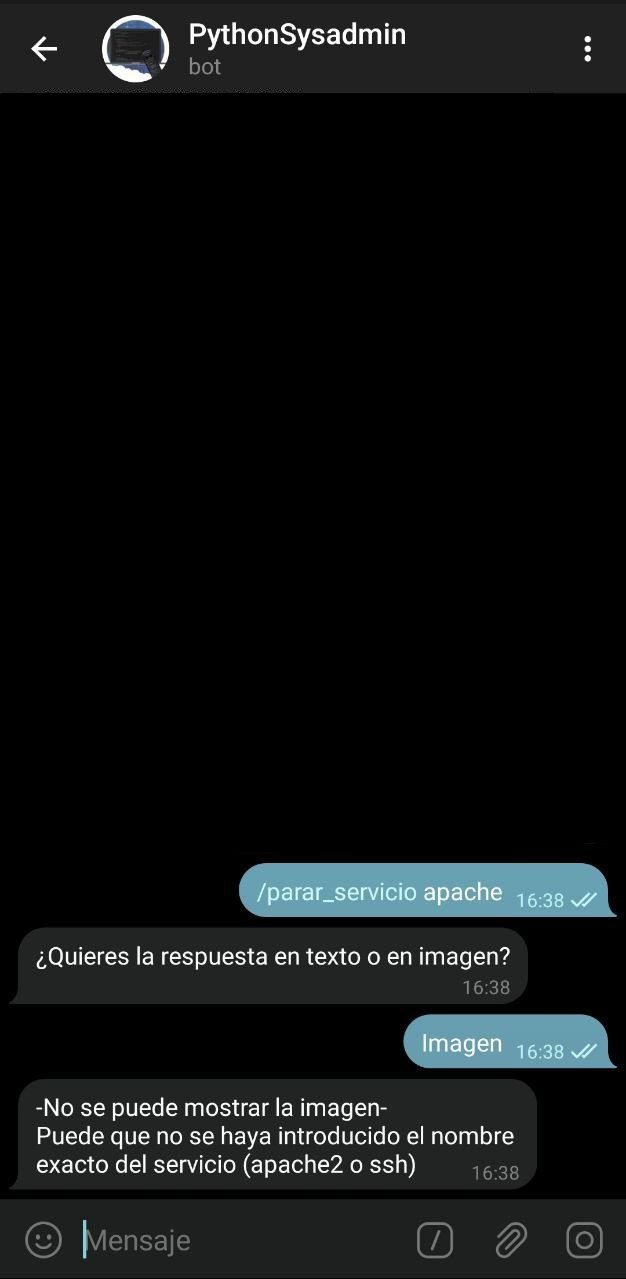 PythonSysadmin
bot
/parar_servicio apache 16:38
¿Quieres la respuesta en texto o en imagen?
16:38
Imagen 16:38
-No se puede mostrar la imagen-
Puede que no se haya introducido el nombre
exacto del servicio (apache2 o ssh) 16:38
Mensaje